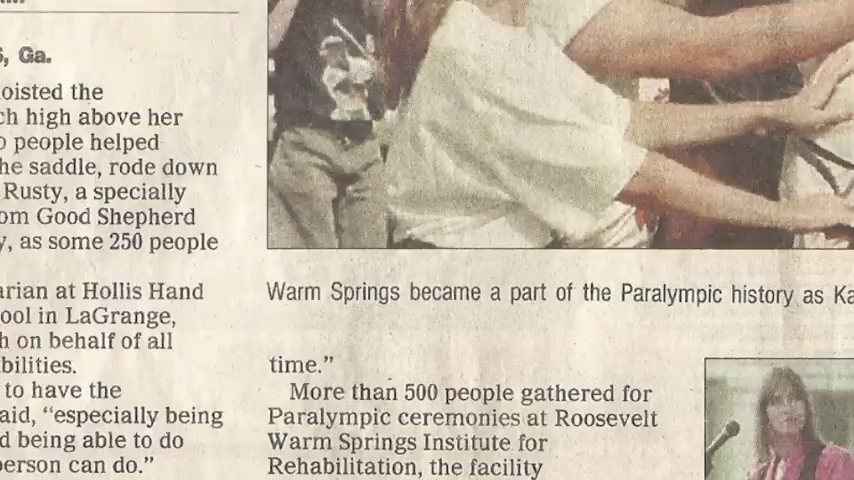 , Ga.
oisted the
ch high above her
o people helped
he saddle, rode down
Rusty, a specially
om Good Shepherd
y, as some 250 people
arian at Hollis Hand
ool in LaGrange,
h on behalf of all
bilities.
to have the
aid, “especially being
d being able to do
person can do.”
Warm Springs became a part of the Paralympic history as Ka
time.”
More than 500 people gathered for
Paralympic ceremonies at Roosevelt
Warm Springs Institute for
Rehabilitation, the facility